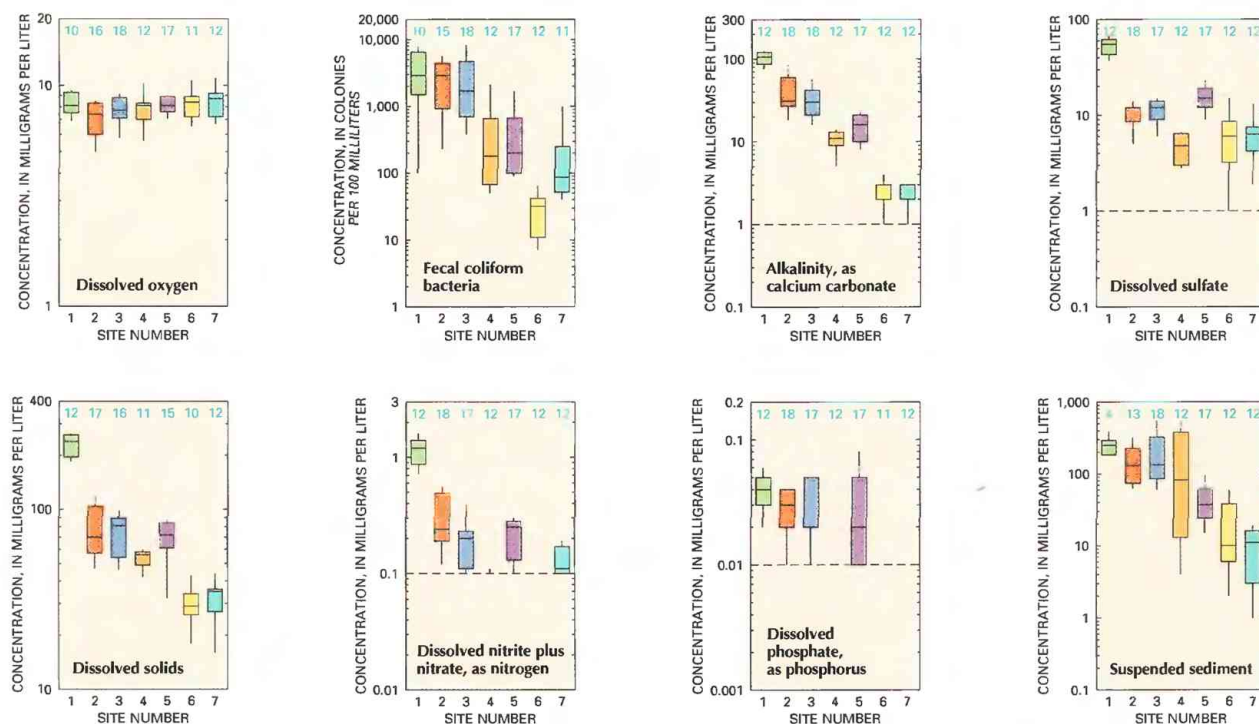 CONCENTRATION, IN MILLIGRAMS PER LITER
20
10
1
10 16 18 12 17 11 12
Dissolved oxygen
1 2 3 4 5 6 7
SITE NUMBER
CONCENTRATION, IN COLONIES
PER 100 MILLILITERS
20,000
10,000
1,000
100
10
1
10 15 18 12 12 12 11
Fecal coliform
bacteria
1 2 3 4 5 6 7
SITE NUMBER
CONCENTRATION, IN MILLIGRAMS PER LITER
300
100
10
1
0.1
12 18 18 12 17 12 12
Alkalinity, as
calcium carbonate
1 2 3 4 5 6 7
SITE NUMBER
CONCENTRATION, IN MILLIGRAMS PER LITER
100
10
1
0.1
12 18 17 12 17 12 12
Dissolved sulfate
1 2 3 4 5 6 7
SITE NUMBER
CONCENTRATION, IN MILLIGRAMS PER LITER
400
100
10
12 17 16 11 15 10 12
Dissolved solids
1 2 3 4 5 6 7
SITE NUMBER
CONCENTRATION, IN MILLIGRAMS PER LITER
3
1
0.1
0.01
12 18 17 12 17 12 12
Dissolved nitrite plus
nitrate, as nitrogen
1 2 3 4 5 6 7
SITE NUMBER
CONCENTRATION, IN MILLIGRAMS PER LITER
0.2
0.1
0.01
0.001
12 18 17 12 17 11 12
Dissolved
phosphate,
as phosphorus
1 2 3 4 5 6 7
SITE NUMBER
CONCENTRATION, IN MILLIGRAMS PER LITER
1,000
100
10
1
0.1
13 18 12 17 12 12
Suspended sediment
1 2 3 4 5 6 7
SITE NUMBER